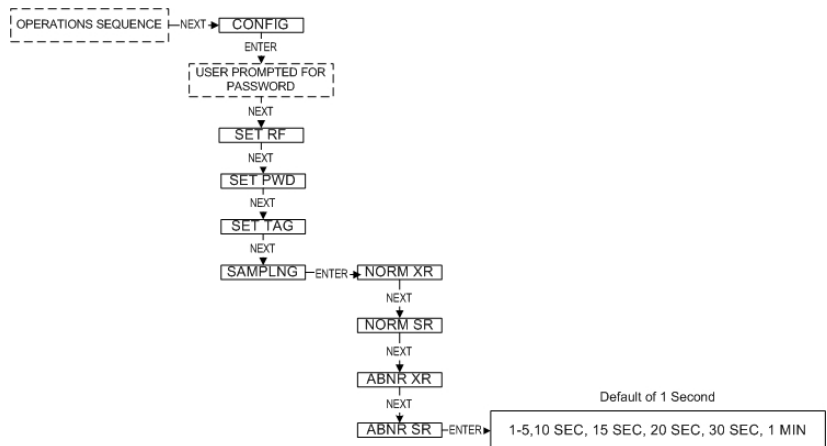 OPERATIONS SEQUENCE
NEXT
CONFIG
ENTER
USER PROMPTED FOR
PASSWORD
NEXT
SET RF
NEXT
SET PWD
NEXT
SET TAG
NEXT
SAMPLNG
ENTER
NORM XR
NEXT
NORM SR
NEXT
ABNR XR
NEXT
ABNR SR
ENTER
Default of 1 Second
1-5,10 SEC, 15 SEC, 20 SEC, 30 SEC, 1 MIN